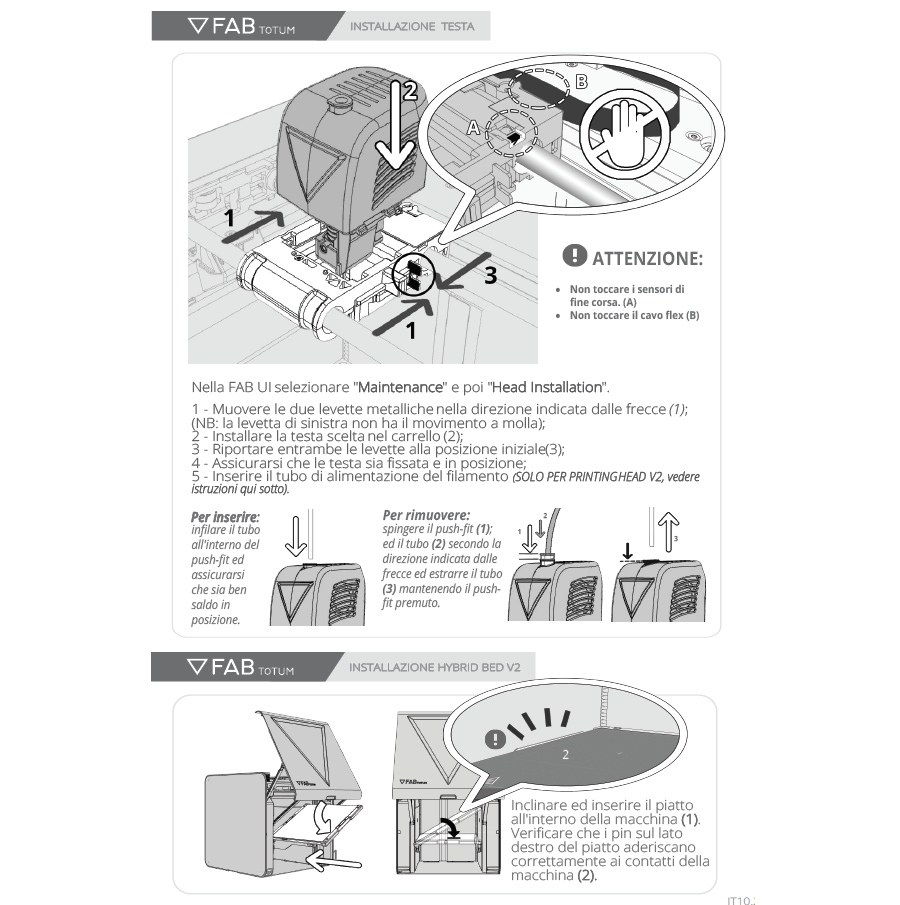 FAB TOTUM INSTALLAZIONE TESTA
2
B
A
1
3
1
! ATTENZIONE:
• Non toccare i sensori di
fine corsa. (A)
• Non toccare il cavo flex (B)
Nella FAB UI selezionare "Maintenance" e poi "Head Installation".
1 - Muovere le due levette metalliche nella direzione indicata dalle frecce (1);
(NB: la levetta di sinistra non ha il movimento a molla);
2 - Installare la testa scelta nel carrello (2);
3 - Riportare entrambe le levette alla posizione iniziale(3);
4 - Assicurarsi che le testa sia fissata e in posizione;
5 - Inserire il tubo di alimentazione del filamento (SOLO PER PRINTING HEAD V2, vedere
istruzioni qui sotto).
Per inserire:
infilare il tubo
all'interno del
push-fit ed
assicurarsi
che sia ben
saldo in
posizione.
Per rimuovere:
spingere il push-fit (1);
ed il tubo (2) secondo la
direzione indicata dalle
frecce ed estrarre il tubo
(3) mantenendo il push-
fit premuto.
1
2
3
FAB TOTUM INSTALLAZIONE HYBRID BED V2
FABTOTUM
FABTOTUM
!
2
Inclinare ed inserire il piatto
all'interno della macchina (1).
Verificare che i pin sul lato
destro del piatto aderiscano
correttamente ai contatti della
macchina (2).